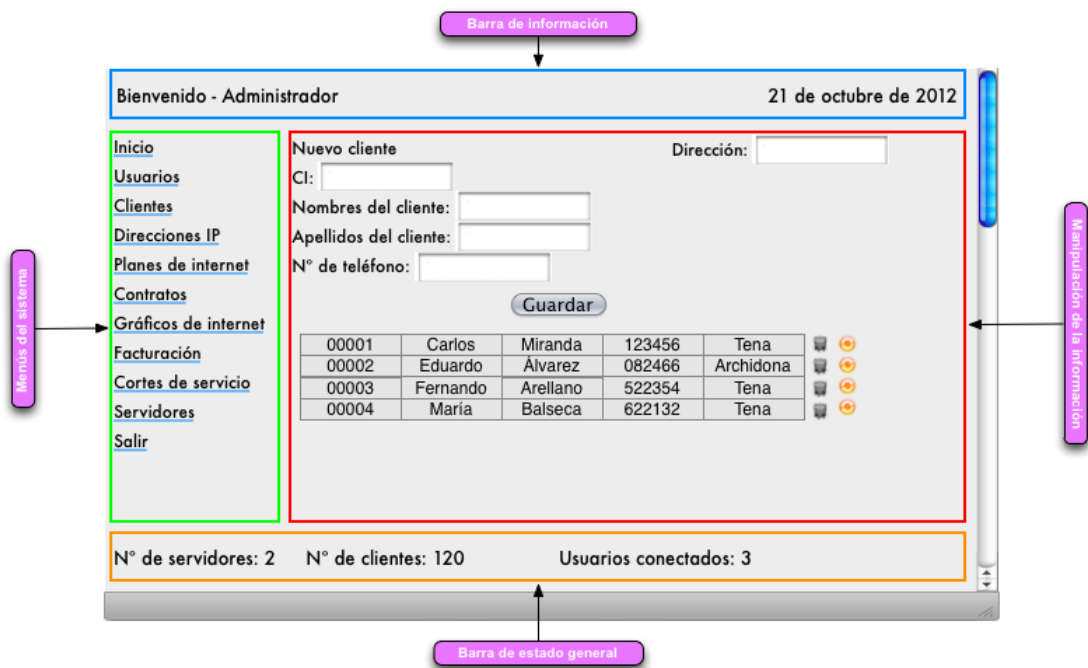 Barra de información
Bienvenido - Administrador
21 de octubre de 2012
Menús del sistema
Inicio
Usuarios
Clientes
Direcciones IP
Planes de internet
Contratos
Gráficos de internet
Facturación
Cortes de servicio
Servidores
Salir
Nuevo cliente
Dirección:
CI:
Nombres del cliente:
Apellidos del cliente:
N° de teléfono:
Guardar
00001 Carlos Miranda 123456 Tena
00002 Eduardo Álvarez 082466 Archidona
00003 Fernando Arellano 522354 Tena
00004 María Balseca 622132 Tena
Manipulación de la información
N° de servidores: 2 N° de clientes: 120 Usuarios conectados: 3
Barra de estado general